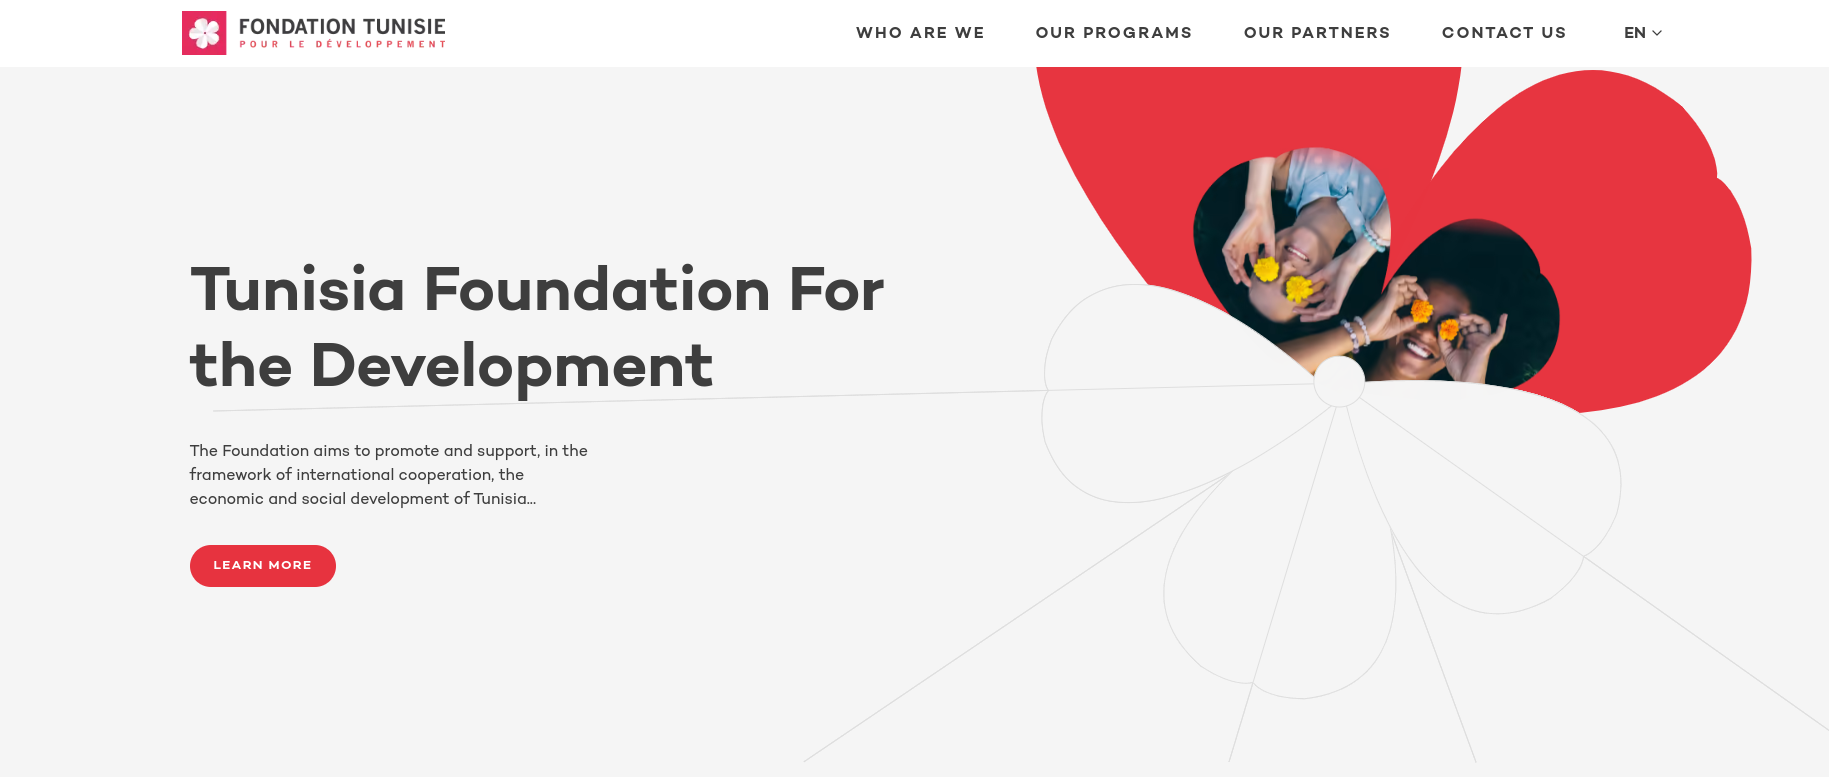 FONDATION TUNISIE
POUR LE DÉVELOPPEMENT
WHO ARE WE
OUR PROGRAMS
OUR PARTNERS
CONTACT US
EN
Tunisia Foundation For
the Development
The Foundation aims to promote and support, in the
framework of international cooperation, the
economic and social development of Tunisia...
LEARN MORE